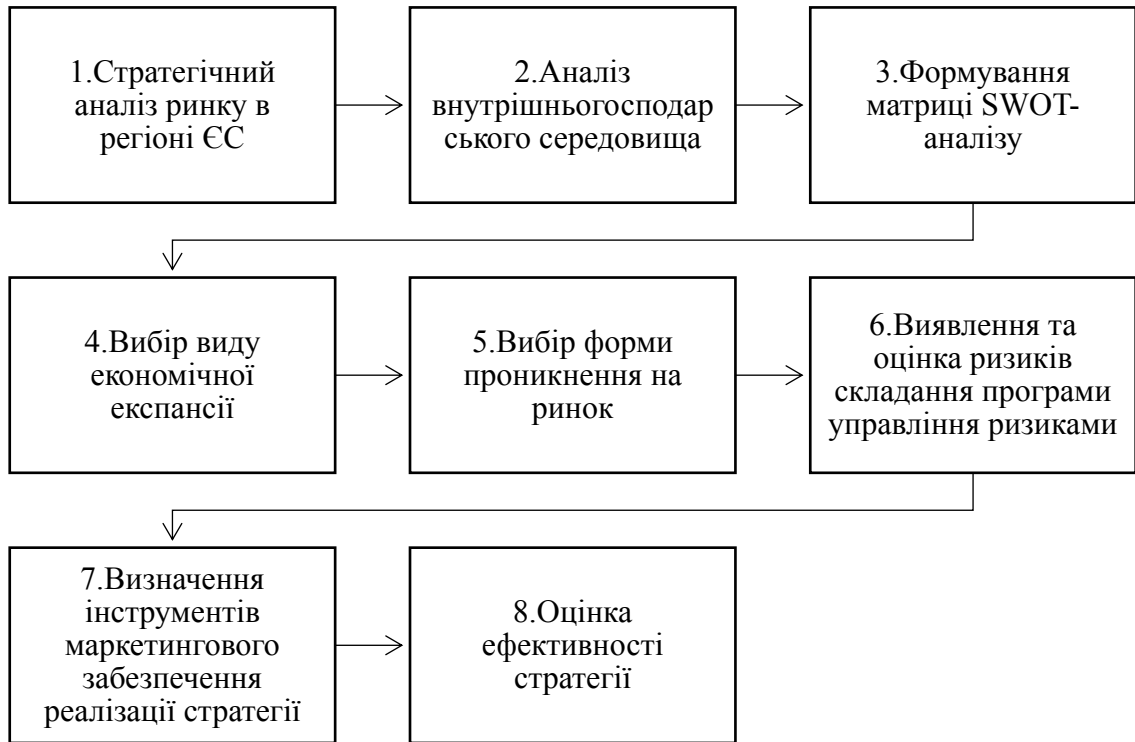 1.Стратегічний
аналіз ринку в
регіоні ЄС
2.Аналіз
внутрішньогосподар
ського середовища
3.Формування
матриці SWOT-
аналізу
4.Вибір виду
економічної
експансії
5.Вибір форми
проникнення на
ринок
6.Виявлення та
оцінка ризиків
складання програми
управління ризиками
7.Визначення
інструментів
маркетингового
забезпечення
реалізації стратегії
8.Оцінка
ефективності
стратегії